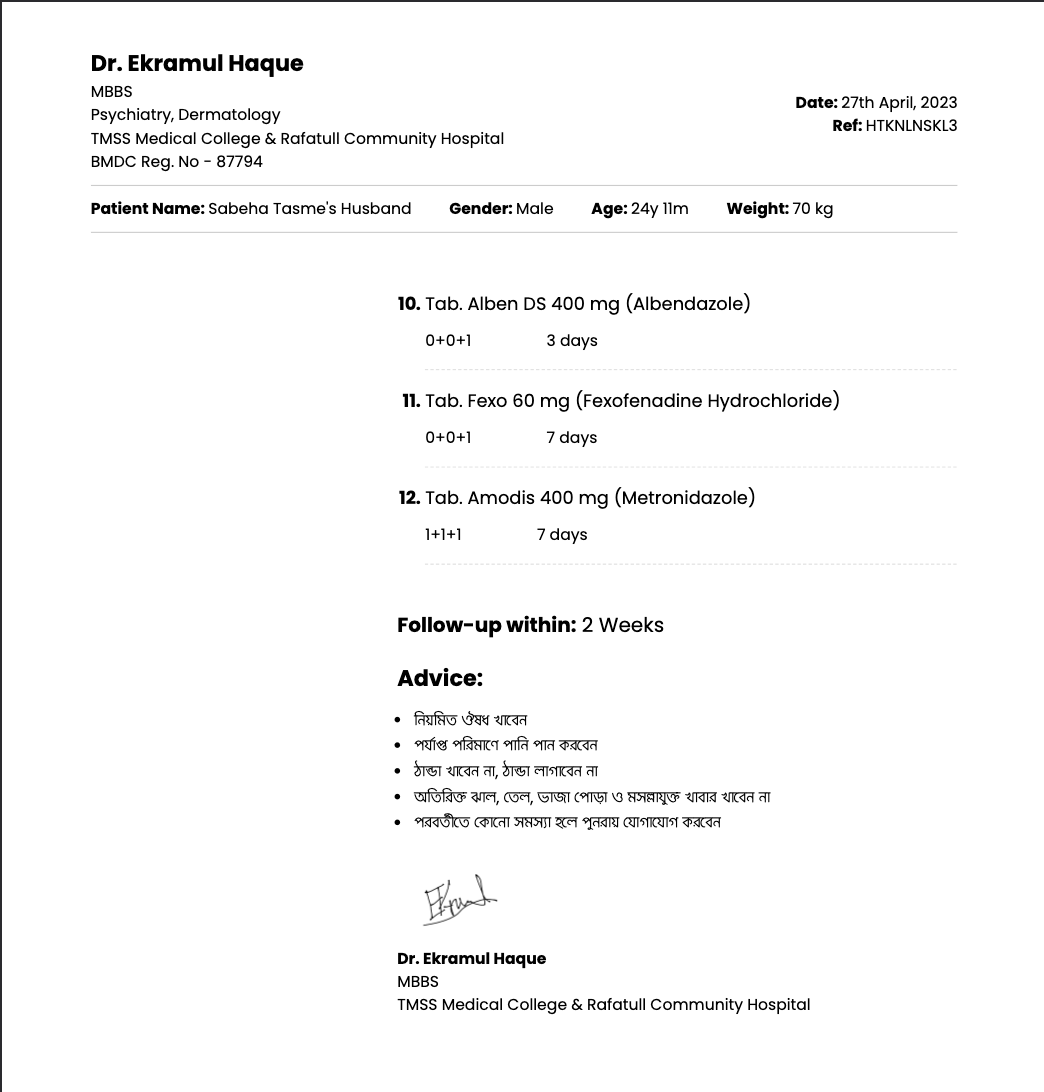 Dr. Ekramul Haque
MBBS
Psychiatry, Dermatology
TMSS Medical College & Rafatull Community Hospital
BMDC Reg. No - 87794
Date: 27th April, 2023
Ref: HTKNLNSKL3
Patient Name: Sabeha Tasme's Husband Gender: Male Age: 24y 11m Weight: 70 kg
10. Tab. Alben DS 400 mg (Albendazole)
0+0+1 3 days
11. Tab. Fexo 60 mg (Fexofenadine Hydrochloride)
0+0+1 7 days
12. Tab. Amodis 400 mg (Metronidazole)
1+1+1 7 days
Follow-up within: 2 Weeks
Advice:
• নিয়মিত ঔষধ খাবেন
• পর্যাপ্ত পরিমাণে পানি পান করবেন
• ঠান্ডা খাবেন না, ঠান্ডা লাগাবেন না
• অতিরিক্ত ঝাল, তেল, ভাজা পোড়া ও মসল্লাযুক্ত খাবার খাবেন না
• পরবর্তীতে কোনো সমস্যা হলে পুনরায় যোগাযোগ করবেন
Ekramul
Dr. Ekramul Haque
MBBS
TMSS Medical College & Rafatull Community Hospital